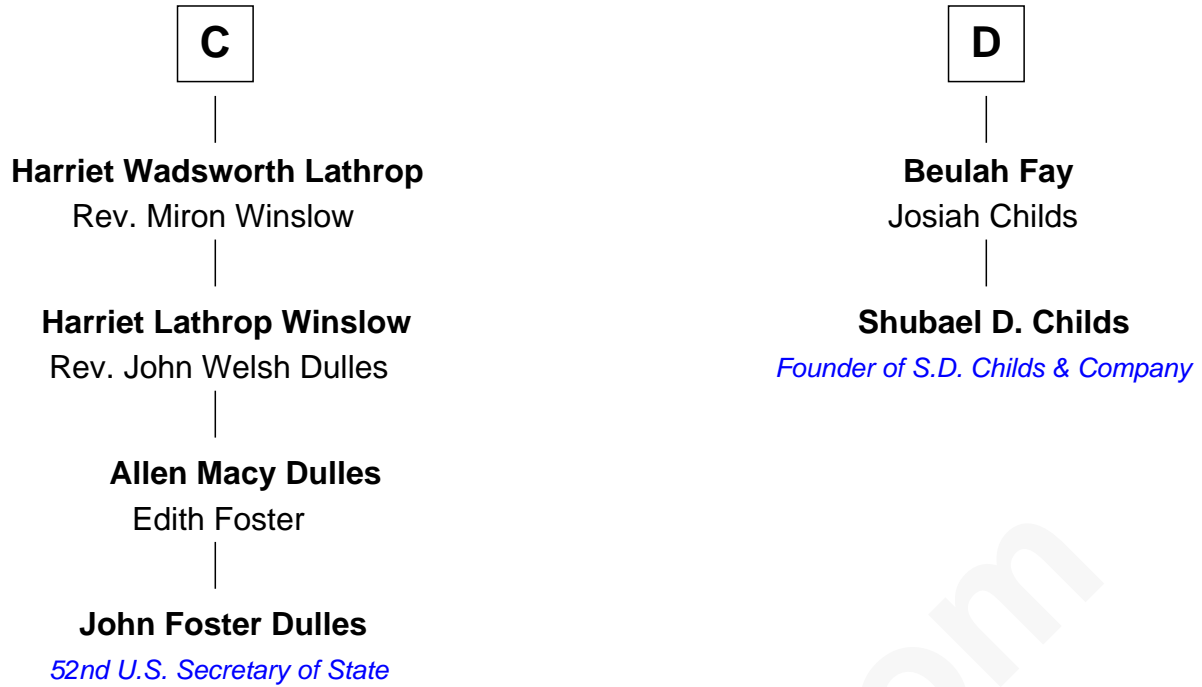 C
Harriet Wadsworth Lathrop
Rev. Miron Winslow
Harriet Lathrop Winslow
Rev. John Welsh Dulles
Allen Macy Dulles
Edith Foster
John Foster Dulles
52nd U.S. Secretary of State
D
Beulah Fay
Josiah Childs
Shubael D. Childs
Founder of S.D. Childs & Company
om